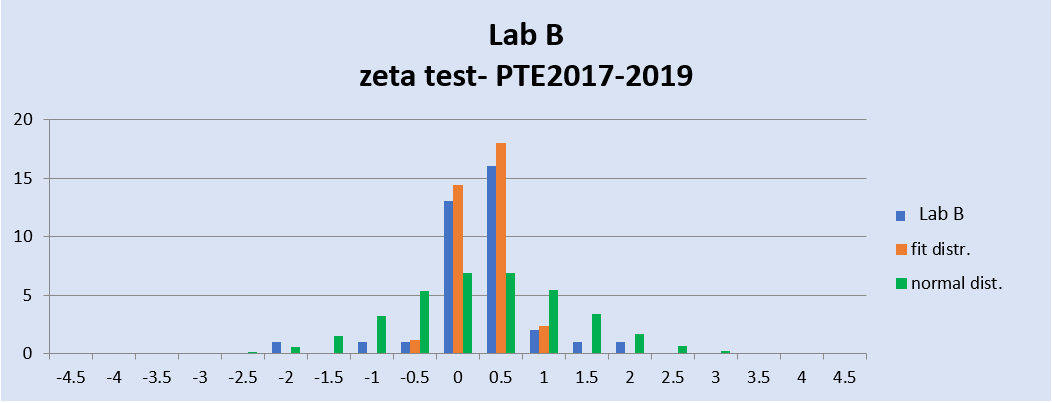 Lab B
zeta test- PTE2017-2019
20
15
10
5
0
-4.5 -4 -3.5 -3 -2.5 -2 -1.5 -1 -0.5 0 0.5 1 1.5 2 2.5 3 3.5 4 4.5
Lab B
fit distr.
normal dist.